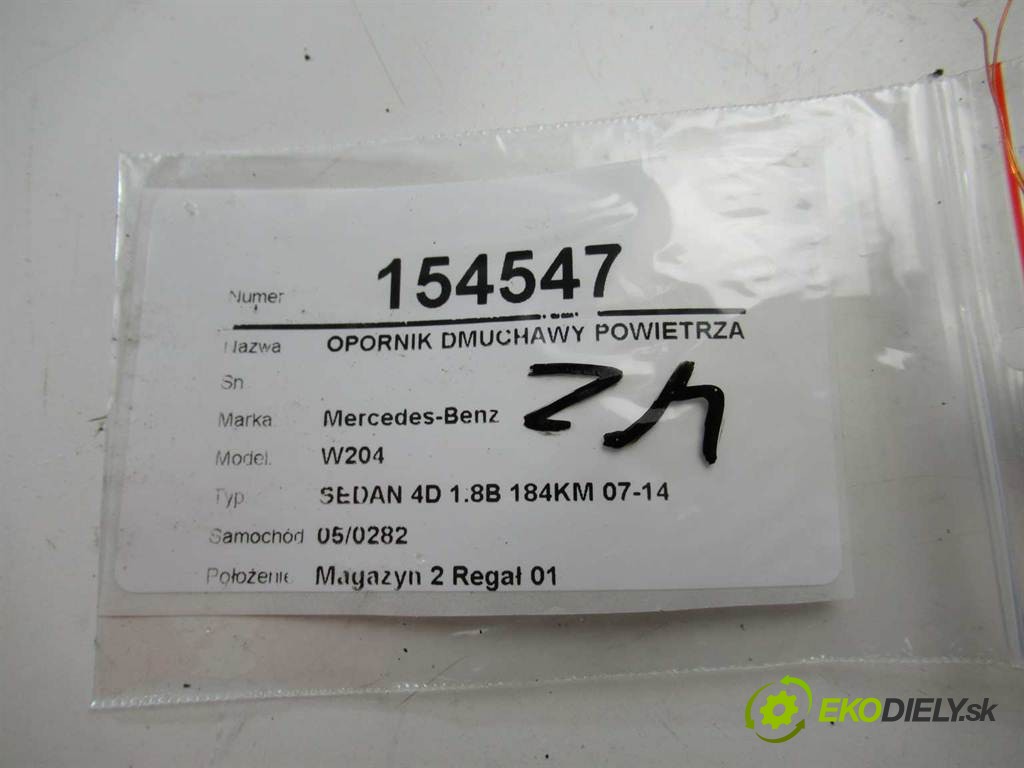 Numer 154547
Nazwa OPORNIK DMUCHAWY POWIETRZA
Sn
Marka Mercedes-Benz
Model. W204
Typ SEDAN 4D 1.8B 184KM 07-14
Samochód 05/0282
Położenie Magazyn 2 Regał 01
EKODIELY.sk